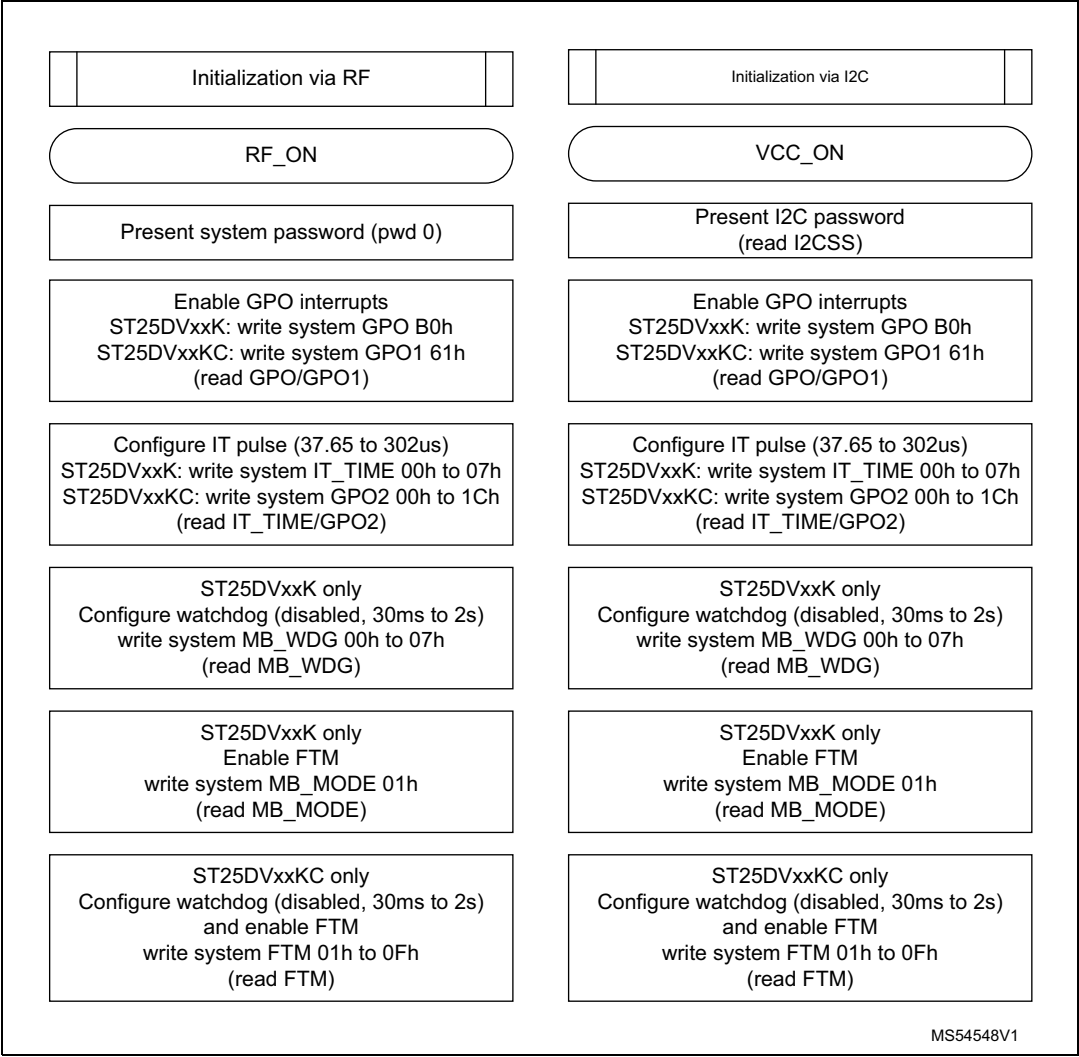 Initialization via RF
RF_ON
Present system password (pwd 0)
Enable GPO interrupts
ST25DVxxK: write system GPO B0h
ST25DVxxKC: write system GPO1 61h
(read GPO/GPO1)
Configure IT pulse (37.65 to 302us)
ST25DVxxK: write system IT_TIME 00h to 07h
ST25DVxxKC: write system GPO2 00h to 1Ch
(read IT_TIME/GPO2)
ST25DVxxK only
Configure watchdog (disabled, 30ms to 2s)
write system MB_WDG 00h to 07h
(read MB_WDG)
ST25DVxxK only
Enable FTM
write system MB_MODE 01h
(read MB_MODE)
ST25DVxxKC only
Configure watchdog (disabled, 30ms to 2s)
and enable FTM
write system FTM 01h to 0Fh
(read FTM)
Initialization via I2C
VCC_ON
Present I2C password
(read I2CSS)
Enable GPO interrupts
ST25DVxxK: write system GPO B0h
ST25DVxxKC: write system GPO1 61h
(read GPO/GPO1)
Configure IT pulse (37.65 to 302us)
ST25DVxxK: write system IT_TIME 00h to 07h
ST25DVxxKC: write system GPO2 00h to 1Ch
(read IT_TIME/GPO2)
ST25DVxxK only
Configure watchdog (disabled, 30ms to 2s)
write system MB_WDG 00h to 07h
(read MB_WDG)
ST25DVxxK only
Enable FTM
write system MB_MODE 01h
(read MB_MODE)
ST25DVxxKC only
Configure watchdog (disabled, 30ms to 2s)
and enable FTM
write system FTM 01h to 0Fh
(read FTM)
MS54548V1